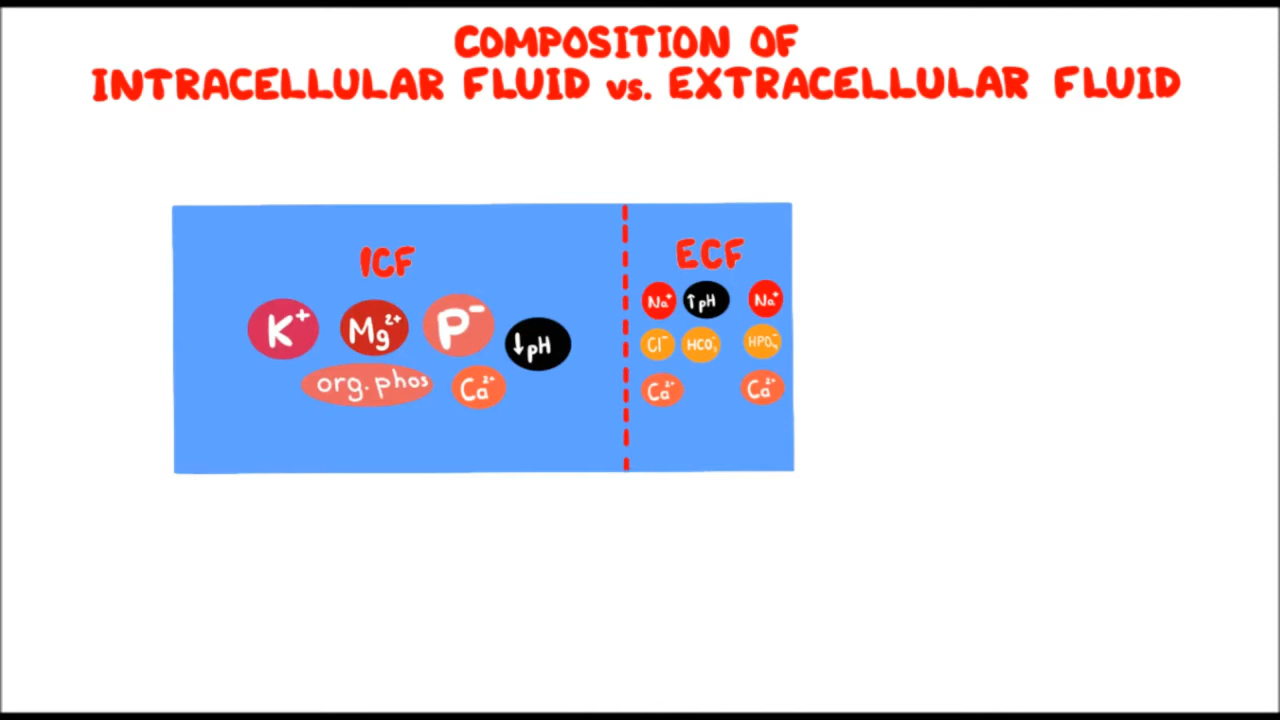 COMPOSITION OF
INTRACELLULAR FLUID vs. EXTRACELLULAR FLUID
ICF
K⁺ Mg²⁺ P⁻ ↓pH
org.phos Ca²⁺
ECF
Na⁺ ↑pH Na⁺
Cl⁻ HCO₃⁻ HPO₄⁻
Ca²⁺ Ca²⁺